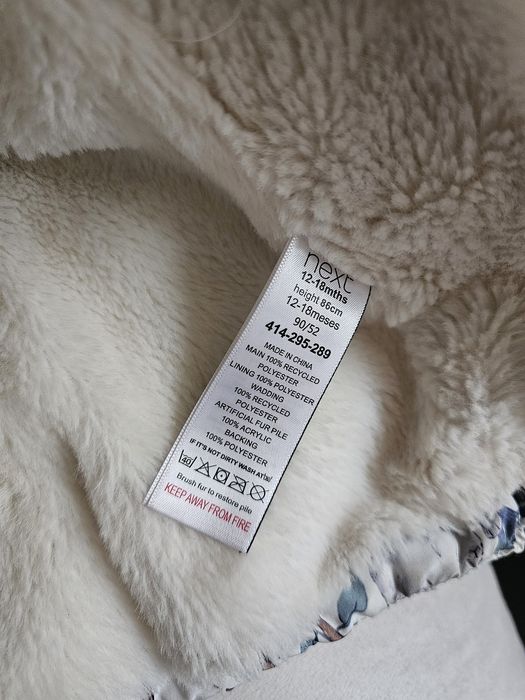 next
12-18mths
height 86cm
12-18meses
90/52
414-295-289
MADE IN CHINA
MAIN 100% RECYCLED
POLYESTER
LINING 100% POLYESTER
WADDING
100% RECYCLED
POLYESTER
ARTIFICIAL FUR PILE
100% ACRYLIC
BACKING
100% POLYESTER
IF IT'S NOT DIRTY WASH AT
40
Brush fur to restore pile
KEEP AWAY FROM FIRE